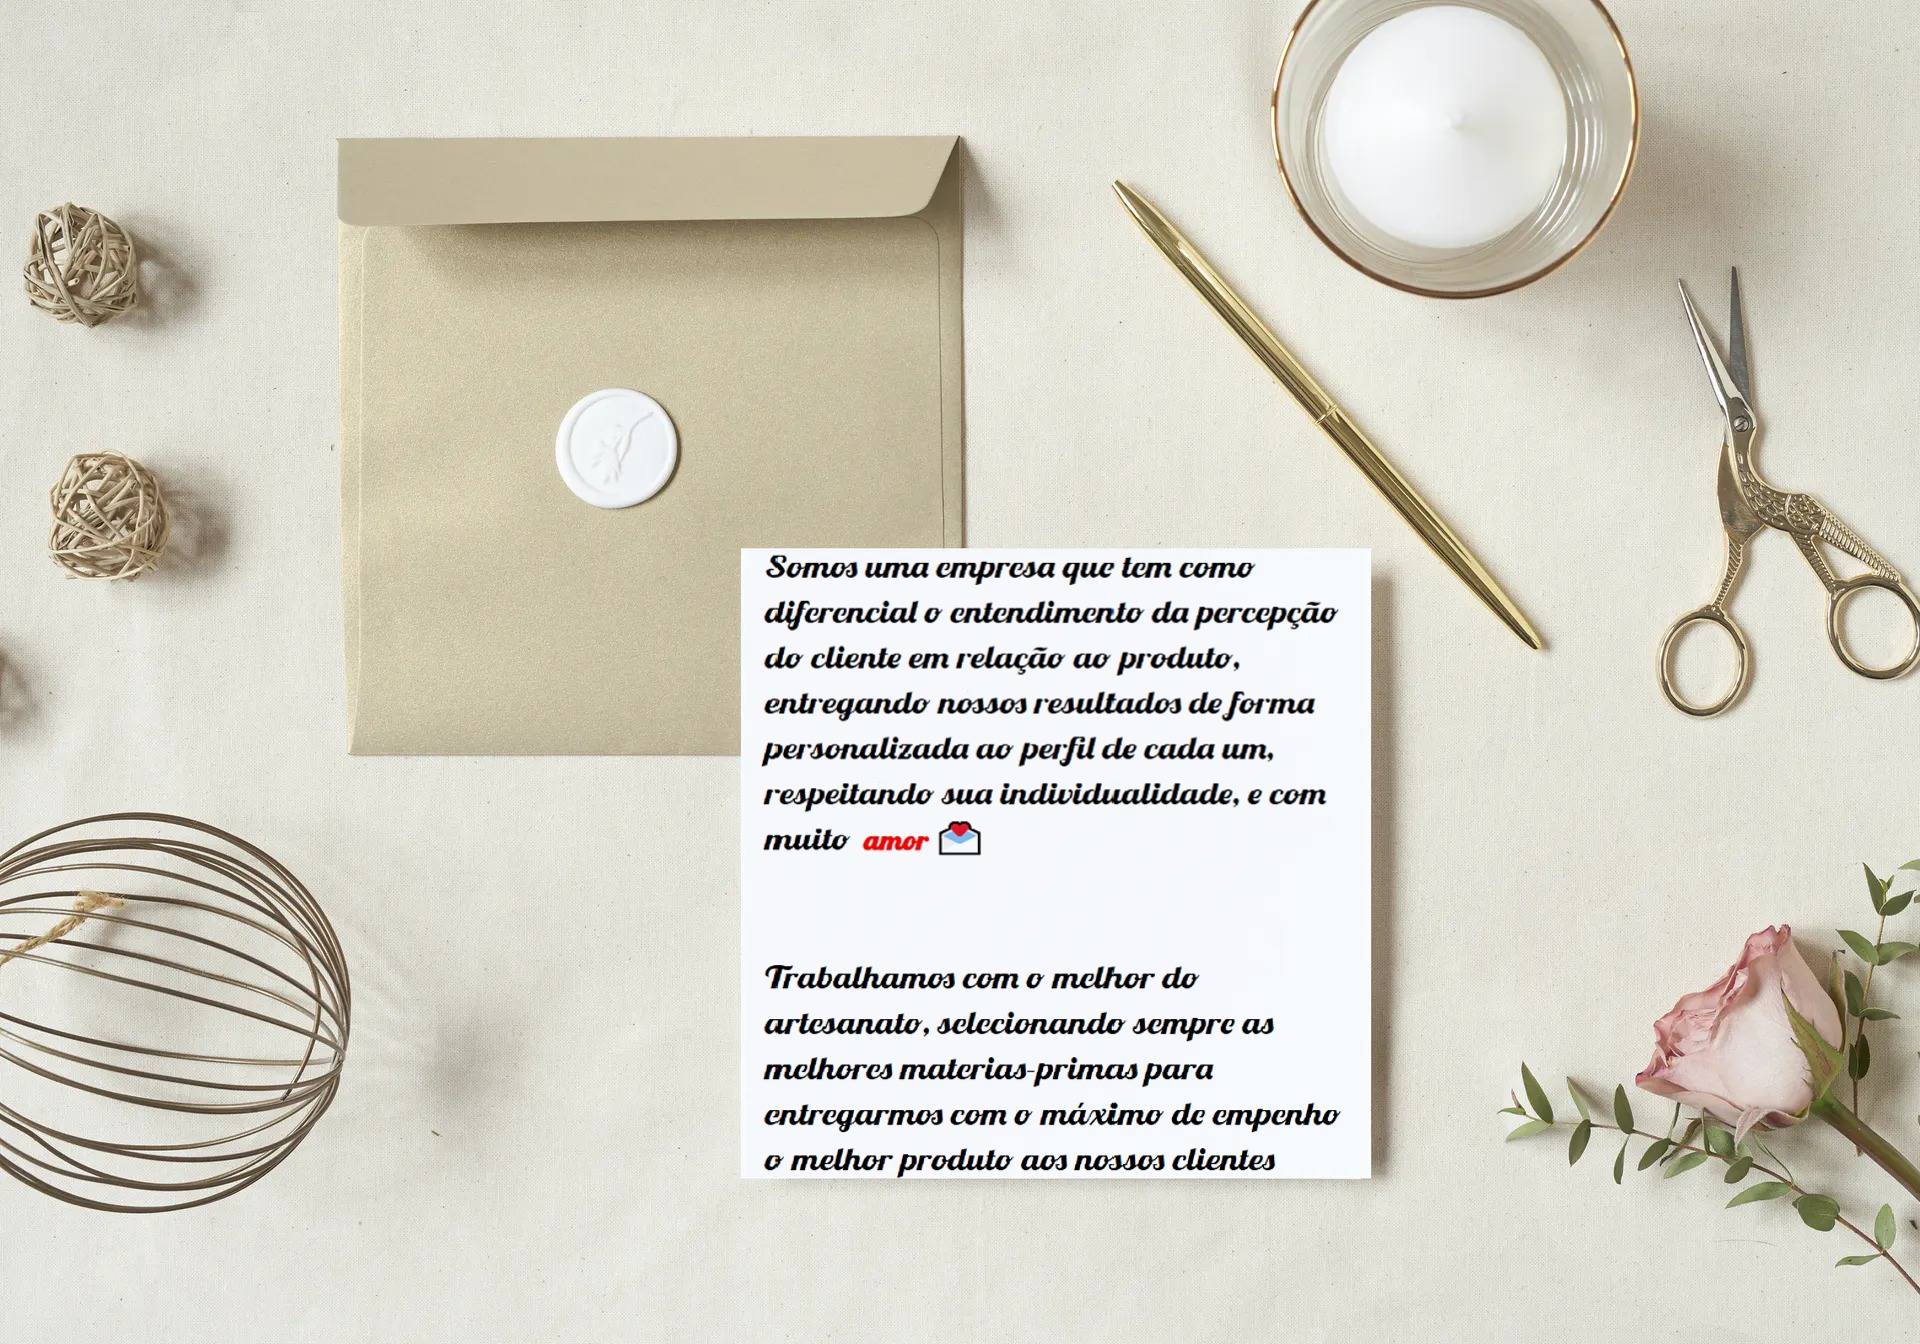 Somos uma empresa que tem como
diferencial o entendimento da percepção
do cliente em relação ao produto,
entregando nossos resultados de forma
personalizada ao perfil de cada um,
respeitando sua individualidade, e com
muito amor 💌
Trabalhamos com o melhor do
artesanato, selecionando sempre as
melhores materias-primas para
entregarmos com o máximo de empenho
o melhor produto aos nossos clientes